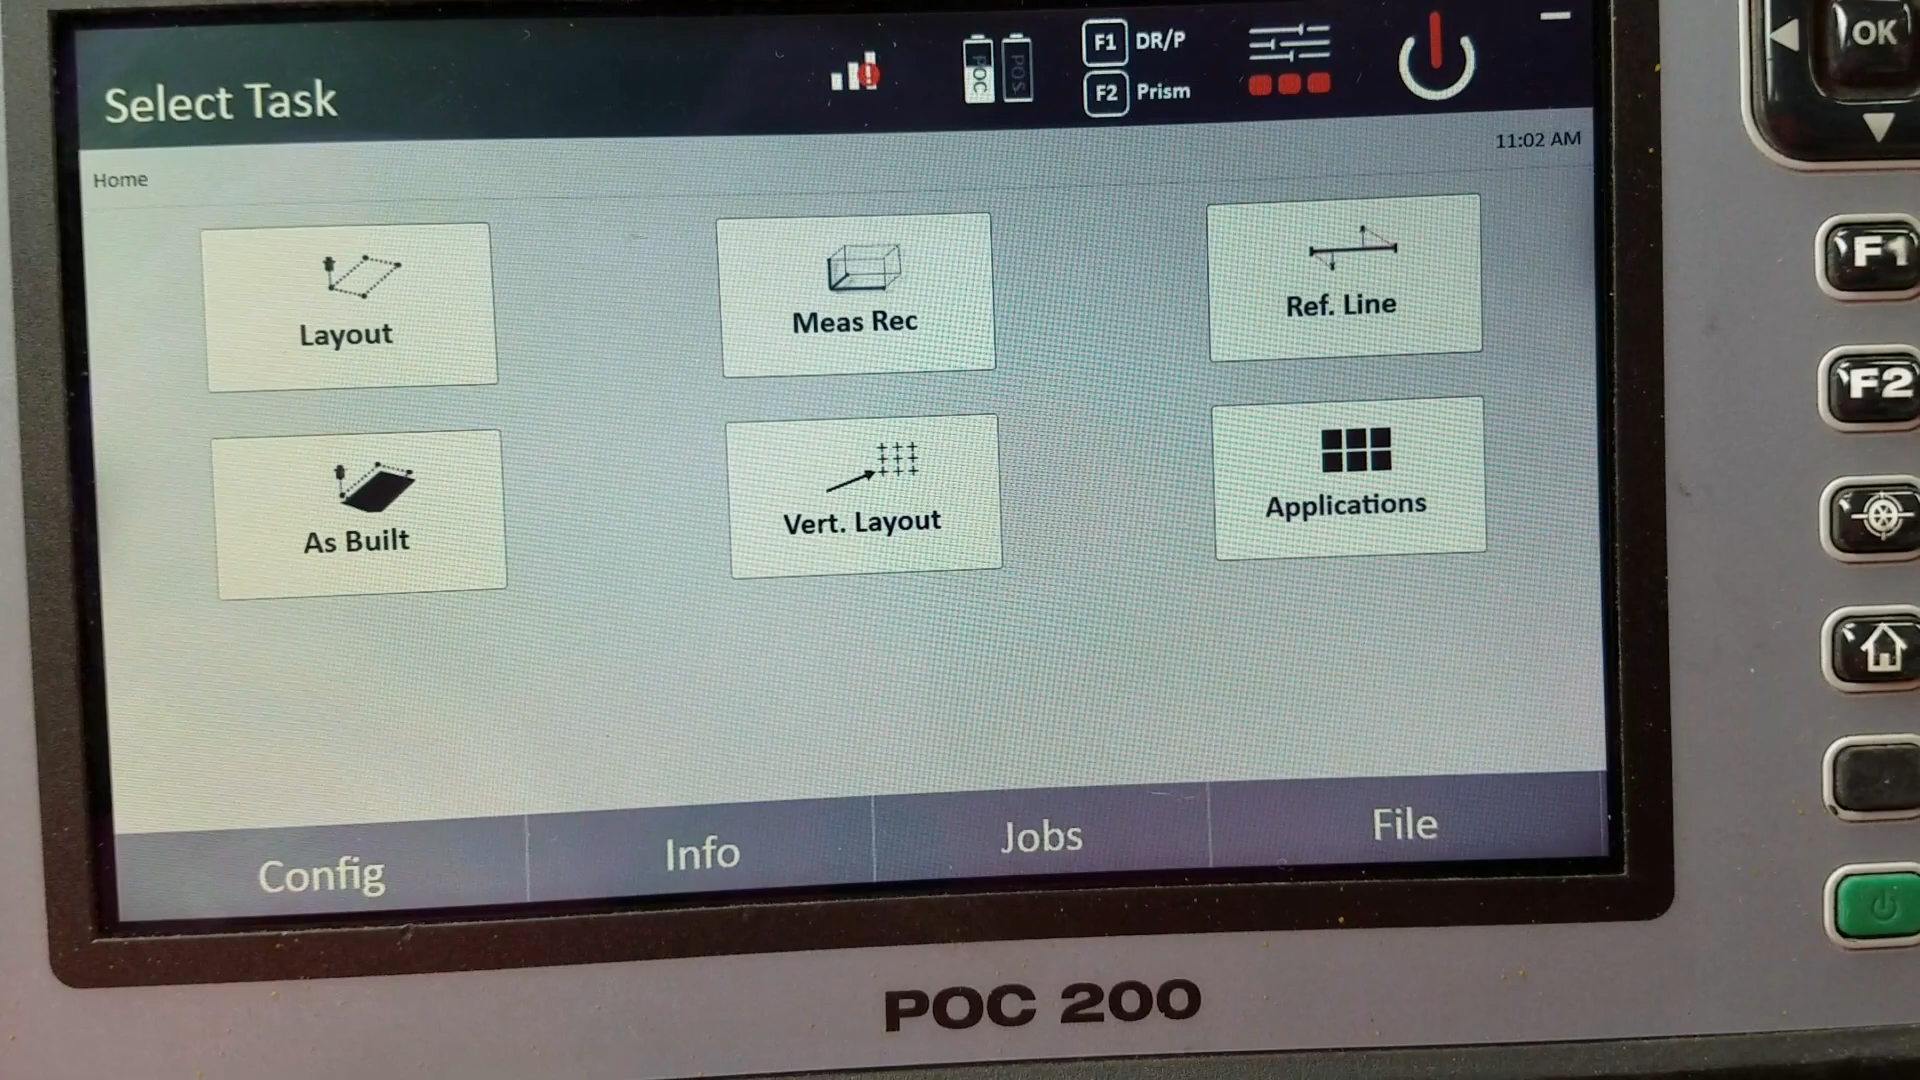 Select Task
POC
POS
F1 DR/P
F2 Prism
OK
11:02 AM
Home
Layout
Meas Rec
Ref. Line
As Built
Vert. Layout
Applications
F1
F2
Config
Info
Jobs
File
POC 200